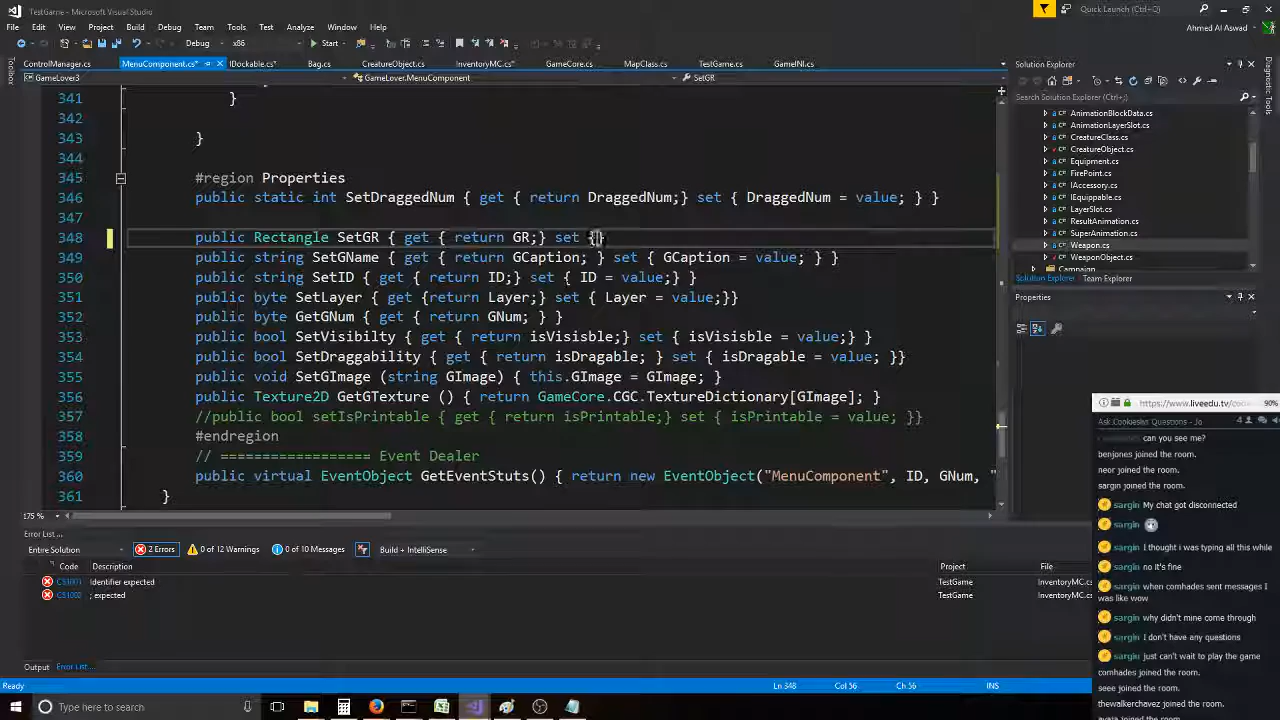 TestGame - Microsoft Visual Studio
Quick Launch (Ctrl+Q)
File Edit View Project Build Debug Team Tools Architecture Test Analyze Window Help
Ahmed Al Aswad
Debug x86 Start
Toolbox
ControlManager.cs MenuComponent.cs* IDockable.cs* Bag.cs CreatureObject.cs InventoryMC.cs* GameCore.cs MapClass.cs TestGame.cs GameINI.cs
GameLover3 GameLover.MenuComponent SetGR
Solution Explorer
Search Solution Explorer (Ctrl+;)
Diagnostic Tools
AnimationBlockData.cs
AnimationLayerSlot.cs
CreatureClass.cs
CreatureObject.cs
Equipment.cs
FirePoint.cs
IAccessory.cs
IEquippable.cs
LayerSlot.cs
ResultAnimation.cs
SuperAnimation.cs
Weapon.cs
WeaponObject.cs
Campaign
Solution Explorer Team Explorer
Properties
341 }
342
343 }
344
345 #region Properties
346 public static int SetDraggedNum { get { return DraggedNum;} set { DraggedNum = value; } }
347
348 public Rectangle SetGR { get { return GR;} set {}
349 public string SetGName { get { return GCaption; } set { GCaption = value; } }
350 public string SetID { get { return ID;} set { ID = value;} }
351 public byte SetLayer { get {return Layer;} set { Layer = value;}}
352 public byte GetGNum { get { return GNum; } }
353 public bool SetVisibilty { get { return isVisisble;} set { isVisisble = value;} }
354 public bool SetDraggability { get { return isDragable; } set { isDragable = value; }}
355 public void SetGImage (string GImage) { this.GImage = GImage; }
356 public Texture2D GetGTexture () { return GameCore.CGC.TextureDictionary[GImage]; }
357 //public bool setIsPrintable { get { return isPrintable;} set { isPrintable = value; }}
358 #endregion
359 // ================= Event Dealer
360 public virtual EventObject GetEventStuts() { return new EventObject("MenuComponent", ID, GNum, "
361 }
175 %
Error List ...
Entire Solution 2 Errors 0 of 12 Warnings 0 of 10 Messages Build + IntelliSense
Code Description Project File
CS1001 Identifier expected TestGame InventoryMC.cs
CS1002 ; expected TestGame InventoryMC.cs
Output Error List ...
Ready Ln 348 Col 56 Ch 56 INS
Type here to search
https://www.liveedu.tv/ 90%
Ask Cookiesian Questions - Jo 4
can you see me?
benjones joined the room.
neor joined the room.
sargin joined the room.
sargin My chat got disconnected
sargin
sargin I thought i was typing all this while
sargin no it's fine
sargin when comhades sent messages I
was like wow
sargin why didn't mine come through
sargin I don't have any questions
sargin just can't wait to play the game
comhades joined the room.
seee joined the room.
thewalkerchavez joined the room.